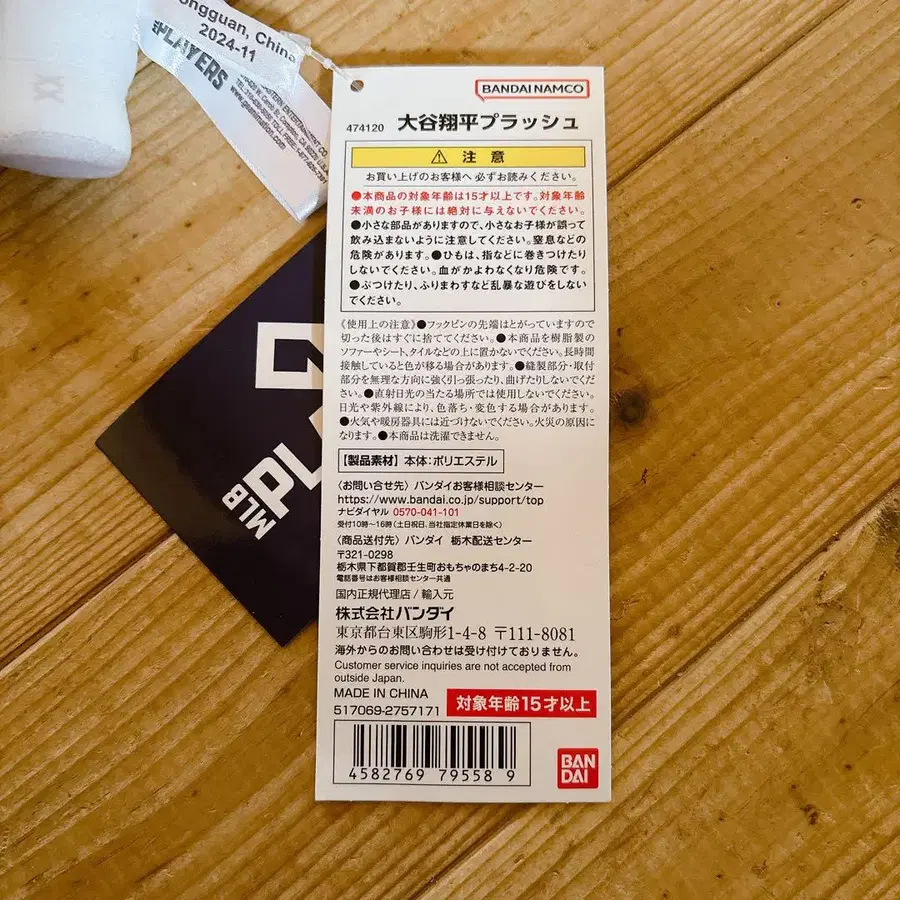 ongguan, China
2024-11
PLAYERS
EASTERN ENTERTAINMENT CO.
www.geanimation.com
BANDAI NAMCO
474120 大谷翔平プラッシュ
⚠ 注意
お買い上げのお客様へ 必ずお読みください。
●本商品の対象年齢は15才以上です。対象年齢
未満のお子様には絶対に与えないでください。
●小さな部品がありますので、小さなお子様が誤って
飲み込まないように注意してください。窒息などの
危険があります。●ひもは、指などに巻きつけたり
しないでください。血がかよわなくなり危険です。
●ぶつけたり、ふりまわすなど乱暴な遊びをしない
でください。
《使用上の注意》●フックピンの先端はとがっていますので
切った後はすぐに捨ててください。●本商品を樹脂製の
ソファーやシート、タイルなどの上に置かないでください。長時間
接触していると色が移る場合があります。●縫製部分・取付
部分を無理な方向に強く引っ張ったり、曲げたりしないでくだ
さい。●直射日光の当たる場所では使用しないでください。
日光や紫外線により、色落ち・変色する場合があります。
●火気や暖房器具には近づけないでください。火災の原因に
なります。●本商品は洗濯できません。
【製品素材】本体:ポリエステル
〈お問い合せ先〉バンダイお客様相談センター
https://www.bandai.co.jp/support/top
ナビダイヤル 0570-041-101
受付10時~16時(土日祝日、当社指定休業日を除く)
〈商品送付先〉バンダイ 栃木配送センター
〒321-0298
栃木県下都賀郡壬生町おもちゃのまち4-2-20
電話番号はお客様相談センター共通
国内正規代理店/輸入元
株式会社バンダイ
東京都台東区駒形1-4-8 〒111-8081
海外からのお問い合わせは受け付けておりません。
Customer service inquiries are not accepted from
outside Japan.
MADE IN CHINA
517069-2757171
対象年齢15才以上
4582769 79558 9
BAN
DAI
MLB
PLA